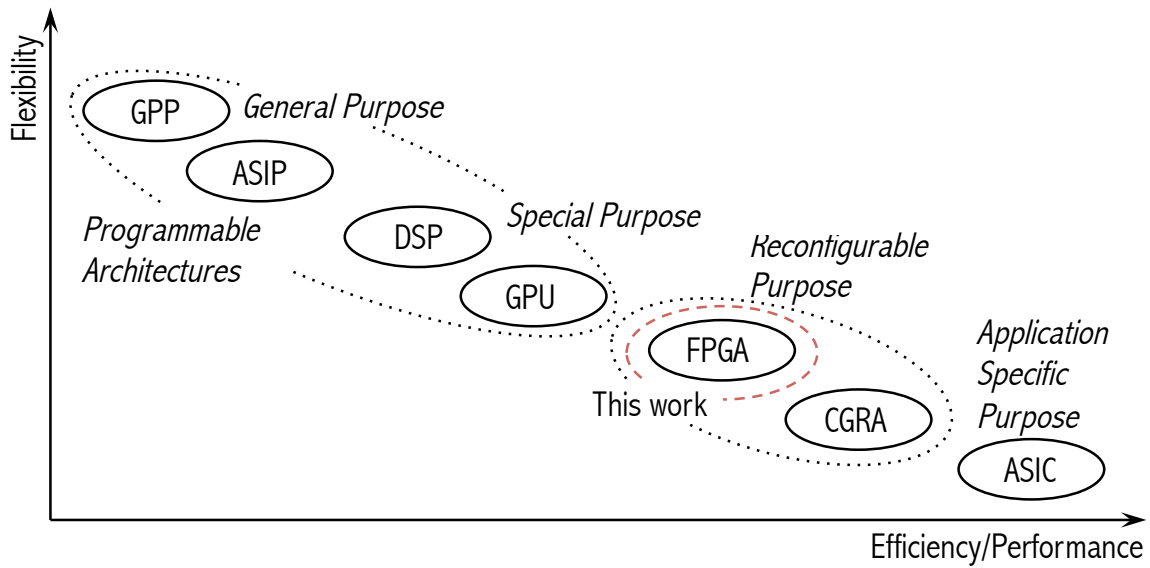 Flexibility
GPP
General Purpose
ASIP
Programmable
Architectures
DSP
Special Purpose
GPU
Reconfigurable
Purpose
FPGA
This work
CGRA
Application
Specific
Purpose
ASIC
Efficiency/Performance